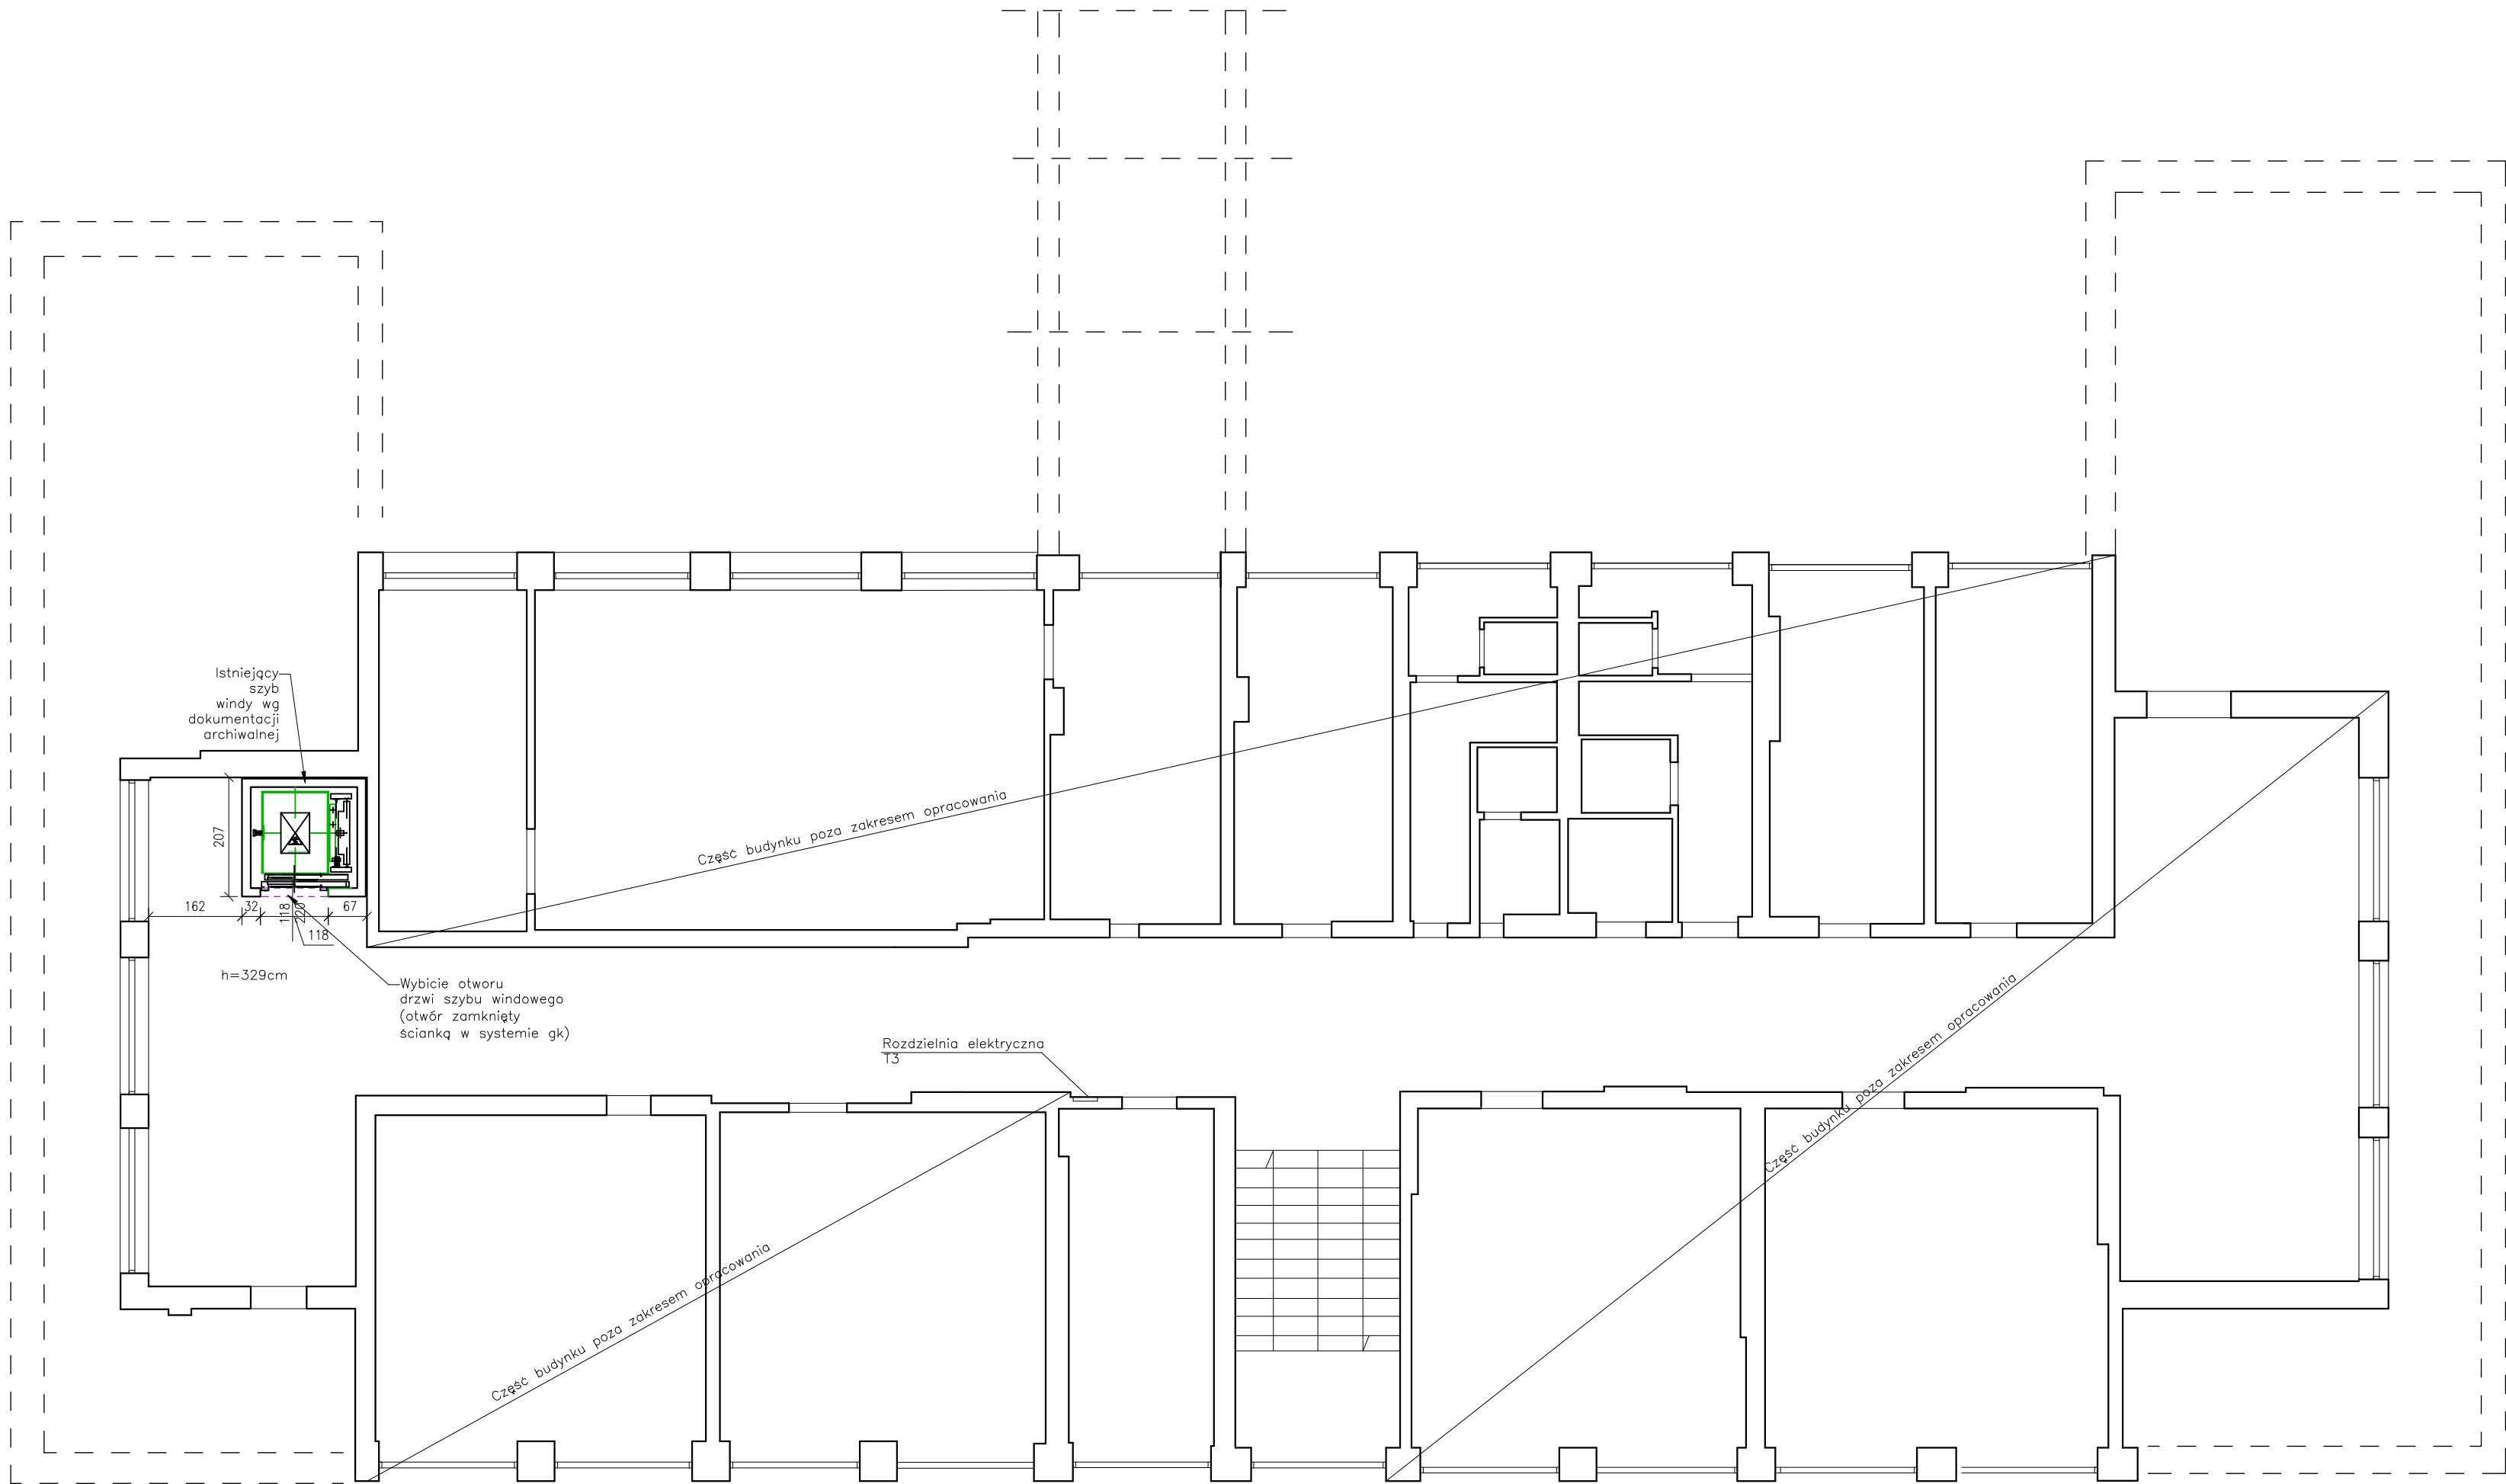 Istniejący
szyb
windy wg
dokumentacji
archiwalnej
Część budynku poza zakresem opracowania
207
162
32
118
220
67
118
h=329cm
Wybicie otworu
drzwi szybu windowego
(otwór zamknięty
ścianką w systemie gk)
Rozdzielnia elektryczna
T3
Część budynku poza zakresem opracowania
Część budynku poza zakresem opracowania